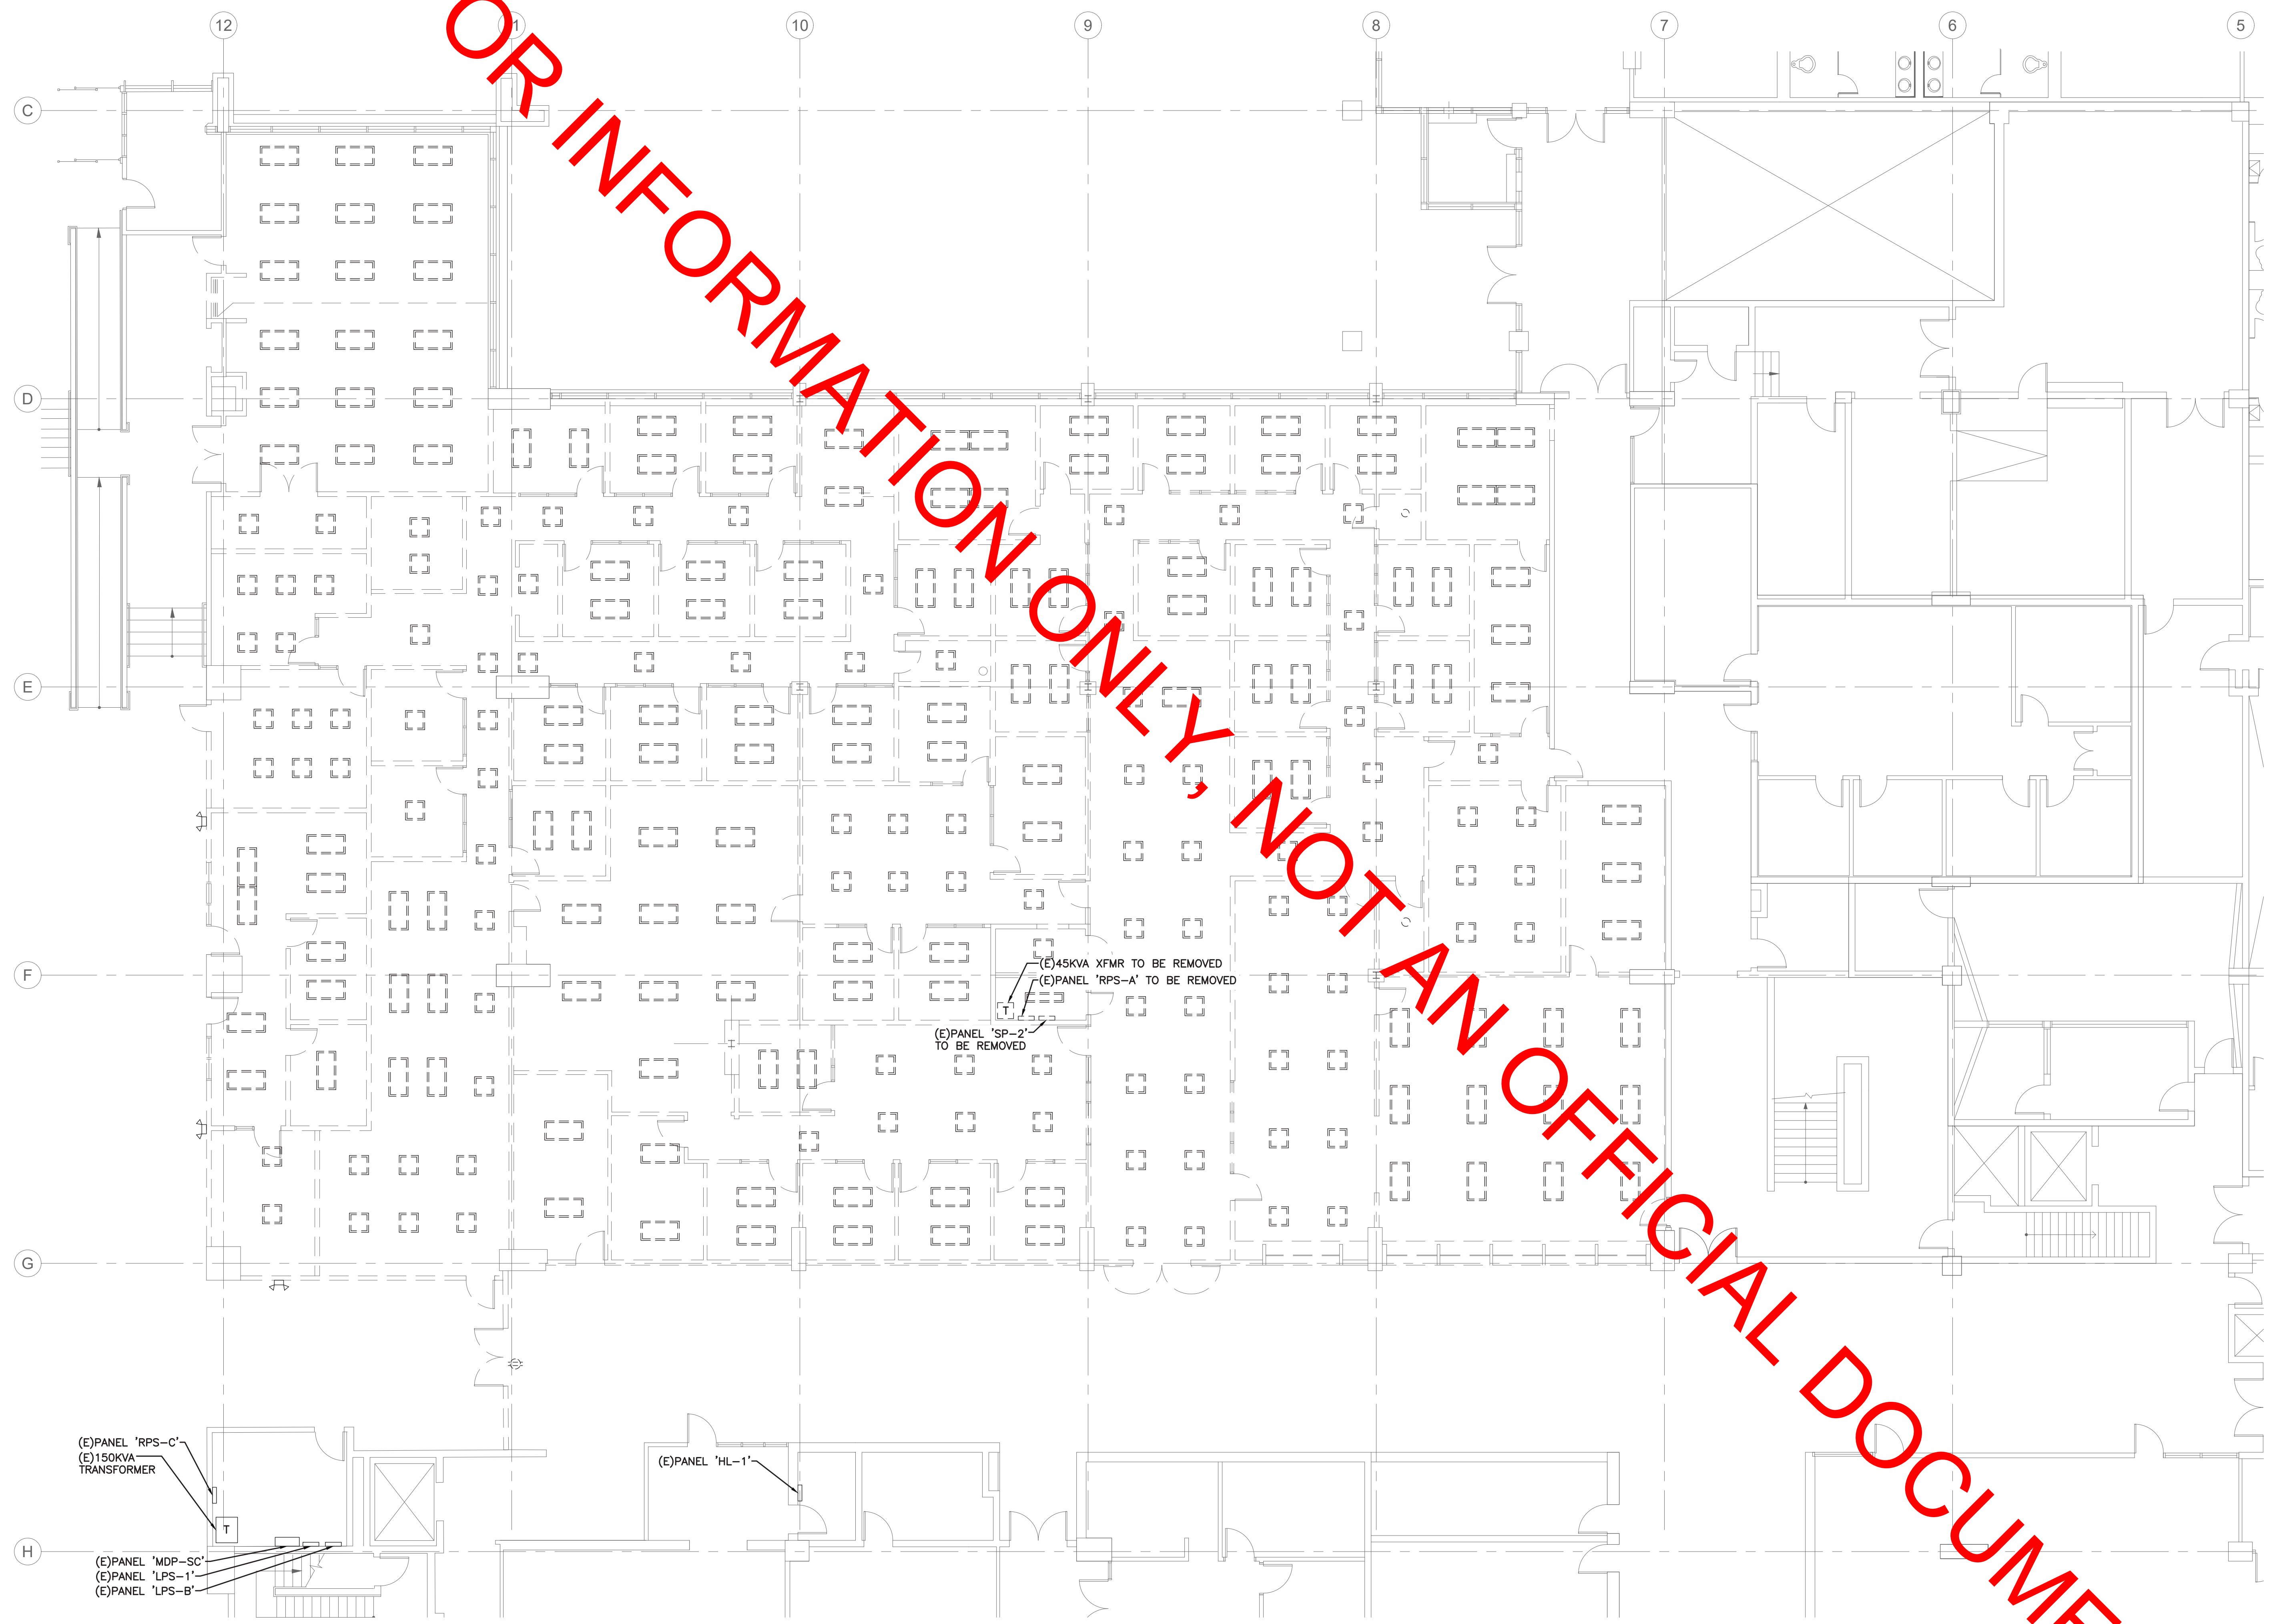 12
11
10
9
8
7
6
5
C
D
E
F
G
H
OR INFORMATION ONLY, NOT AN OFFICIAL DOCUME
(E)45KVA XFMR TO BE REMOVED
(E)PANEL 'RPS-A' TO BE REMOVED
T
(E)PANEL 'SP-2'
TO BE REMOVED
(E)PANEL 'RPS-C'
(E)150KVA
TRANSFORMER
T
(E)PANEL 'HL-1'
(E)PANEL 'MDP-SC'
(E)PANEL 'LPS-1'
(E)PANEL 'LPS-B'